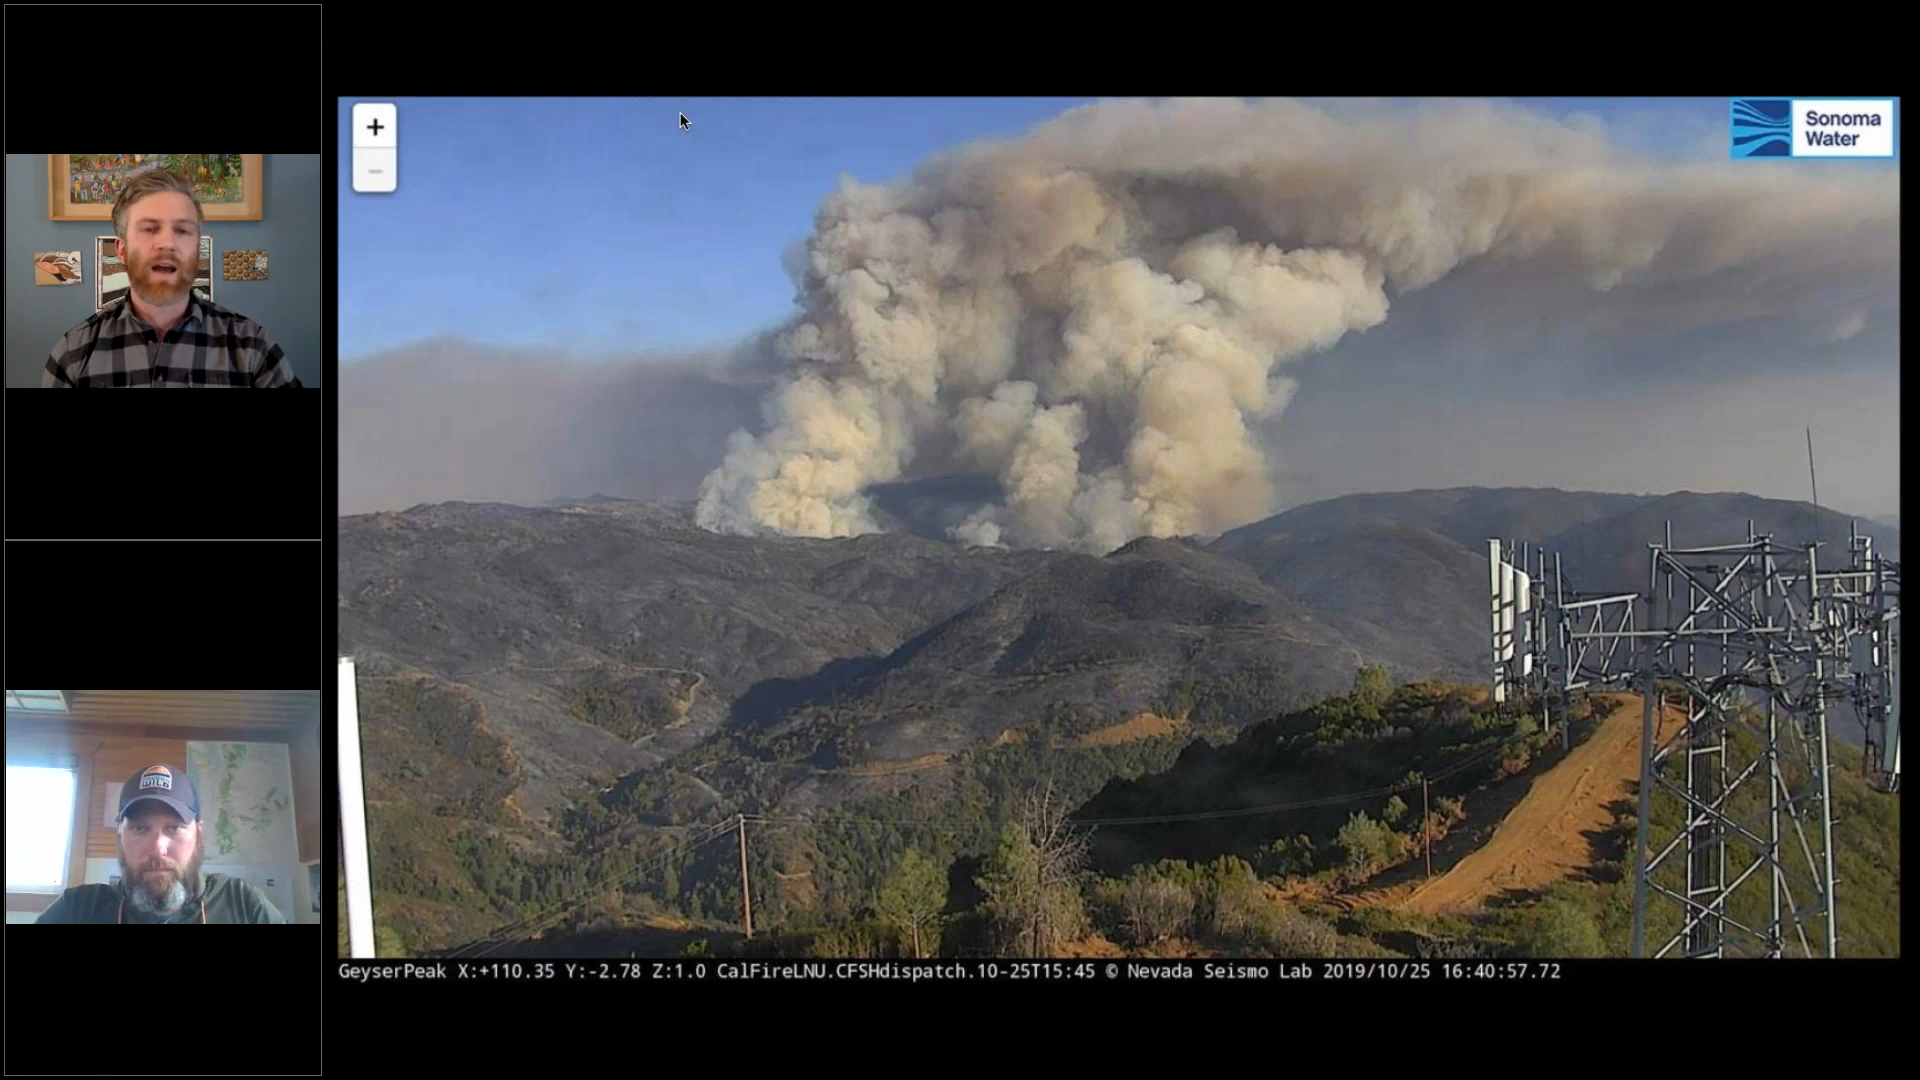 +
−
Sonoma
Water
GeyserPeak X:+110.35 Y:-2.78 Z:1.0 CalFireLNU.CFSHdispatch.10-25T15:45 © Nevada Seismo Lab 2019/10/25 16:40:57.72